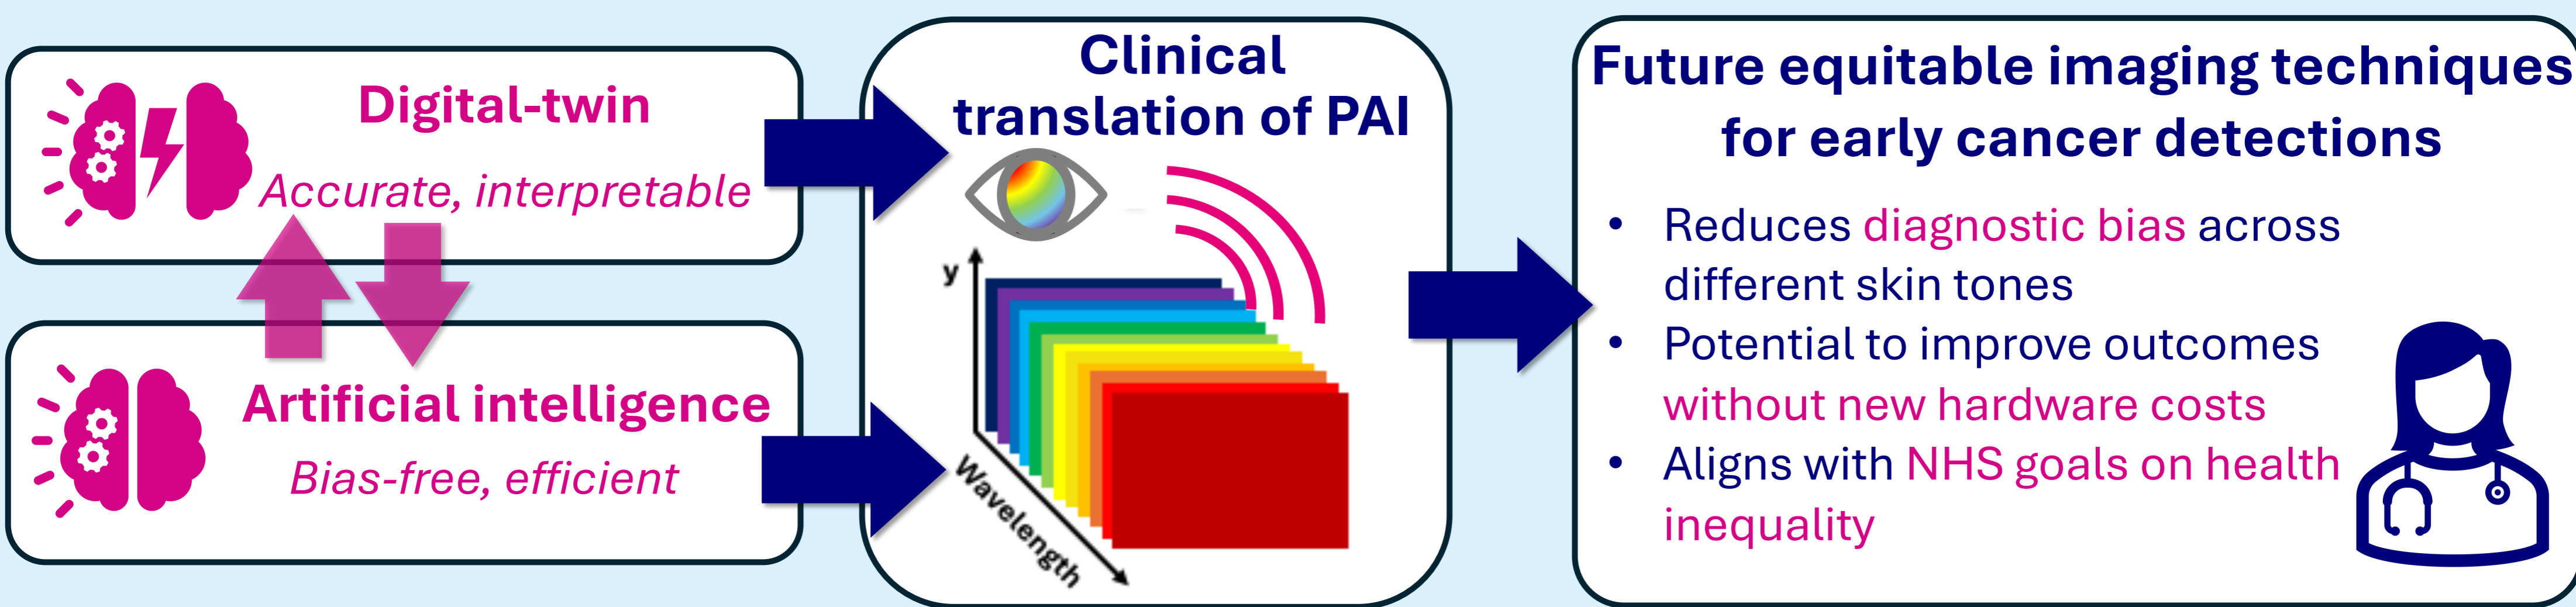 Digital-twin
Accurate, interpretable
Artificial intelligence
Bias-free, efficient
Clinical
translation of PAI
y
Wavelength
Future equitable imaging techniques
for early cancer detections
• Reduces diagnostic bias across
different skin tones
• Potential to improve outcomes
without new hardware costs
• Aligns with NHS goals on health
inequality